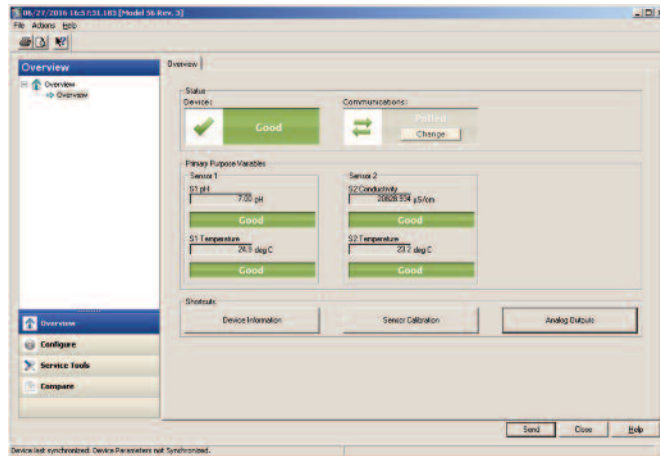 06/27/2016 16:57:31.183 [Model 56 Rev. 3]
File Actions Help
Overview
Overview
Overview
Overview
Status
Device: Communications:
Good Polled
Change
Primary Purpose Variables
Sensor 1 Sensor 2
S1 pH S2 Conductivity
7.00 pH 20828.934 µS/cm
Good Good
S1 Temperature S2 Temperature
24.9 deg C 23.2 deg C
Good Good
Shortcuts
Device Information Sensor Calibration Analog Outputs
Overview
Configure
Service Tools
Compare
Send Close Help
Device last synchronized: Device Parameters not Synchronized.